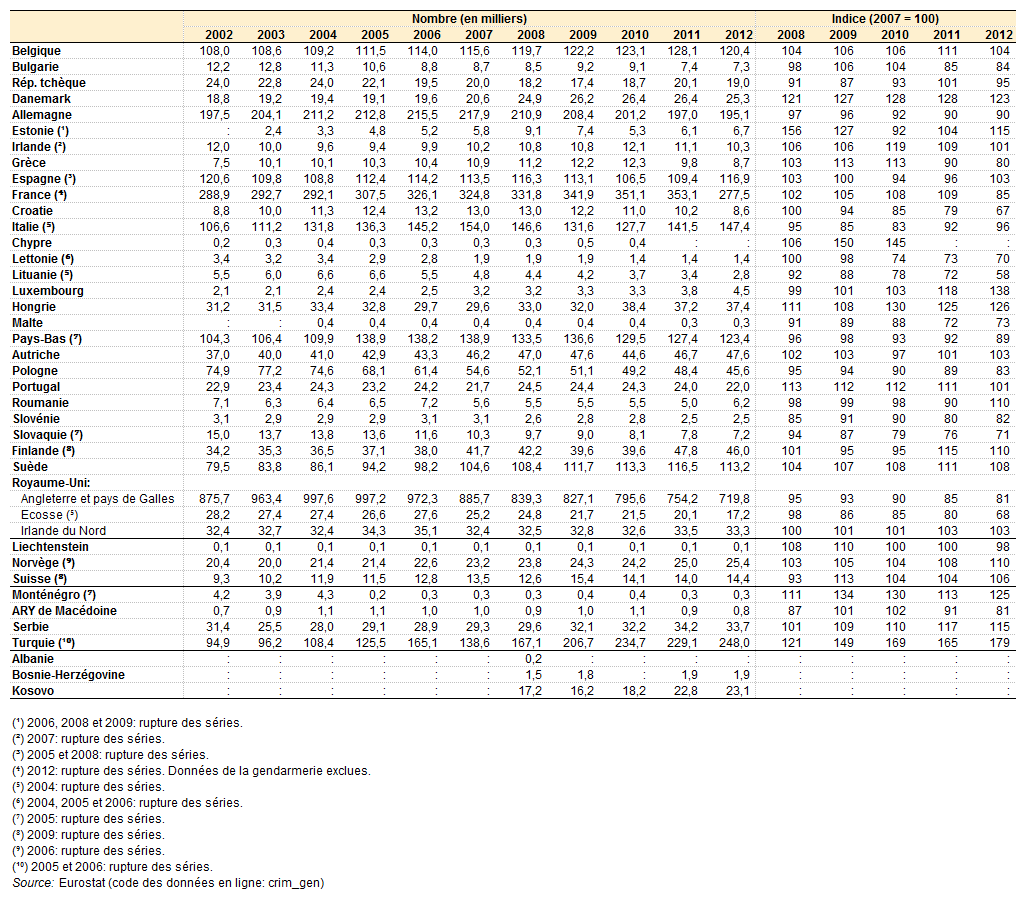 Nombre (en milliers) Indice (2007 = 100)
2002 2003 2004 2005 2006 2007 2008 2009 2010 2011 2012 2008 2009 2010 2011 2012
Belgique 108,0 108,6 109,2 111,5 114,0 115,6 119,7 122,2 123,1 128,1 120,4 104 106 106 111 104
Bulgarie 12,2 12,8 11,3 10,6 8,8 8,7 8,5 9,2 9,1 7,4 7,3 98 106 104 85 84
Rép. tchèque 24,0 22,8 24,0 22,1 19,5 20,0 18,2 17,4 18,7 20,1 19,0 91 87 93 101 95
Danemark 18,8 19,2 19,4 19,1 19,6 20,6 24,9 26,2 26,4 26,4 25,3 121 127 128 128 123
Allemagne 197,5 204,1 211,2 212,8 215,5 217,9 210,9 208,4 201,2 197,0 195,1 97 96 92 90 90
Estonie (¹) : 2,4 3,3 4,8 5,2 5,8 9,1 7,4 5,3 6,1 6,7 156 127 92 104 115
Irlande (²) 12,0 10,0 9,6 9,4 9,9 10,2 10,8 10,8 12,1 11,1 10,3 106 106 119 109 101
Grèce 7,5 10,1 10,1 10,3 10,4 10,9 11,2 12,2 12,3 9,8 8,7 103 113 113 90 80
Espagne (³) 120,6 109,8 108,8 112,4 114,2 113,5 116,3 113,1 106,5 109,4 116,9 103 100 94 96 103
France (⁴) 288,9 292,7 292,1 307,5 326,1 324,8 331,8 341,9 351,1 353,1 277,5 102 105 108 109 85
Croatie 8,8 10,0 11,3 12,4 13,2 13,0 13,0 12,2 11,0 10,2 8,6 100 94 85 79 67
Italie (⁵) 106,6 111,2 131,8 136,3 145,2 154,0 146,6 131,6 127,7 141,5 147,4 95 85 83 92 96
Chypre 0,2 0,3 0,4 0,3 0,3 0,3 0,3 0,5 0,4 : : 106 150 145 : :
Lettonie (⁶) 3,4 3,2 3,4 2,9 2,8 1,9 1,9 1,9 1,4 1,4 1,4 100 98 74 73 70
Lituanie (⁵) 5,5 6,0 6,6 6,6 5,5 4,8 4,4 4,2 3,7 3,4 2,8 92 88 78 72 58
Luxembourg 2,1 2,1 2,4 2,4 2,5 3,2 3,2 3,3 3,3 3,8 4,5 99 101 103 118 138
Hongrie 31,2 31,5 33,4 32,8 29,7 29,6 33,0 32,0 38,4 37,2 37,4 111 108 130 125 126
Malte : : 0,4 0,4 0,4 0,4 0,4 0,4 0,4 0,3 0,3 91 89 88 72 73
Pays-Bas (⁷) 104,3 106,4 109,9 138,9 138,2 138,9 133,5 136,6 129,5 127,4 123,4 96 98 93 92 89
Autriche 37,0 40,0 41,0 42,9 43,3 46,2 47,0 47,6 44,6 46,7 47,6 102 103 97 101 103
Pologne 74,9 77,2 74,6 68,1 61,4 54,6 52,1 51,1 49,2 48,4 45,6 95 94 90 89 83
Portugal 22,9 23,4 24,3 23,2 24,2 21,7 24,5 24,4 24,3 24,0 22,0 113 112 112 111 101
Roumanie 7,1 6,3 6,4 6,5 7,2 5,6 5,5 5,5 5,5 5,0 6,2 98 99 98 90 110
Slovénie 3,1 2,9 2,9 2,9 3,1 3,1 2,6 2,8 2,8 2,5 2,5 85 91 90 80 82
Slovaquie (⁷) 15,0 13,7 13,8 13,6 11,6 10,3 9,7 9,0 8,1 7,8 7,2 94 87 79 76 71
Finlande (⁸) 34,2 35,3 36,5 37,1 38,0 41,7 42,2 39,6 39,6 47,8 46,0 101 95 95 115 110
Suède 79,5 83,8 86,1 94,2 98,2 104,6 108,4 111,7 113,3 116,5 113,2 104 107 108 111 108
Royaume-Uni:
Angleterre et pays de Galles 875,7 963,4 997,6 997,2 972,3 885,7 839,3 827,1 795,6 754,2 719,8 95 93 90 85 81
Ecosse (⁵) 28,2 27,4 27,4 26,6 27,6 25,2 24,8 21,7 21,5 20,1 17,2 98 86 85 80 68
Irlande du Nord 32,4 32,7 32,4 34,3 35,1 32,4 32,5 32,8 32,6 33,5 33,3 100 101 101 103 103
Liechtenstein 0,1 0,1 0,1 0,1 0,1 0,1 0,1 0,1 0,1 0,1 0,1 108 110 100 100 98
Norvège (⁹) 20,4 20,0 21,4 21,4 22,6 23,2 23,8 24,3 24,2 25,0 25,4 103 105 104 108 110
Suisse (⁸) 9,3 10,2 11,9 11,5 12,8 13,5 12,6 15,4 14,1 14,0 14,4 93 113 104 104 106
Monténégro (⁷) 4,2 3,9 4,3 0,2 0,3 0,3 0,3 0,4 0,4 0,3 0,3 111 134 130 113 125
ARY de Macédoine 0,7 0,9 1,1 1,1 1,0 1,0 0,9 1,0 1,1 0,9 0,8 87 101 102 91 81
Serbie 31,4 25,5 28,0 29,1 28,9 29,3 29,6 32,1 32,2 34,2 33,7 101 109 110 117 115
Turquie (¹⁰) 94,9 96,2 108,4 125,5 165,1 138,6 167,1 206,7 234,7 229,1 248,0 121 149 169 165 179
Albanie : : : : : : 0,2 : : : : : : : : :
Bosnie-Herzégovine : : : : : : 1,5 1,8 : 1,9 1,9 : : : : :
Kosovo : : : : : : 17,2 16,2 18,2 22,8 23,1 : : : : :
(¹) 2006, 2008 et 2009: rupture des séries.
(²) 2007: rupture des séries.
(³) 2005 et 2008: rupture des séries.
(⁴) 2012: rupture des séries. Données de la gendarmerie exclues.
(⁵) 2004: rupture des séries.
(⁶) 2004, 2005 et 2006: rupture des séries.
(⁷) 2005: rupture des séries.
(⁸) 2009: rupture des séries.
(⁹) 2006: rupture des séries.
(¹⁰) 2005 et 2006: rupture des séries.
Source: Eurostat (code des données en ligne: crim_gen)